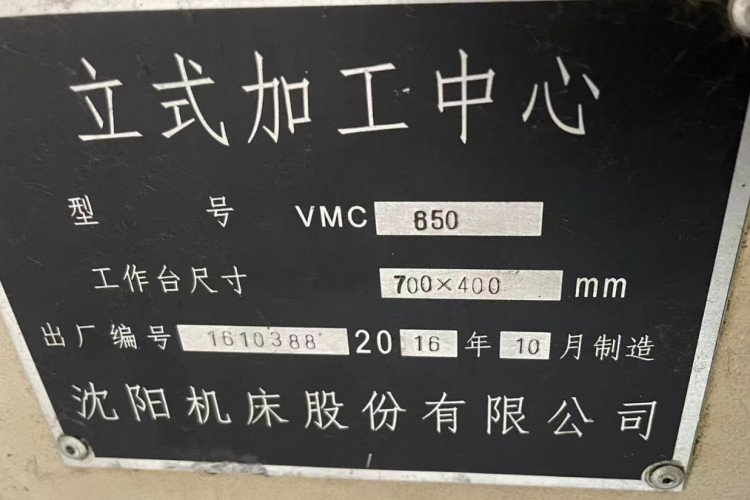 立式加工中心
型号 VMC 650
工作台尺寸 700×400 mm
出厂编号 1610388 2016年10月制造
沈阳机床股份有限公司